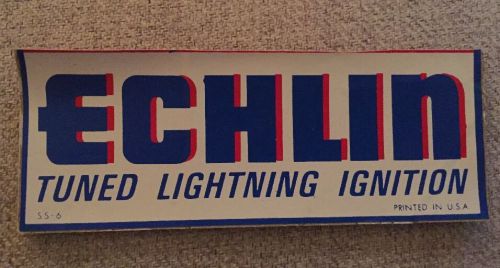 ECHLIN
TUNED LIGHTNING IGNITION
SS-6 PRINTED IN U.S.A